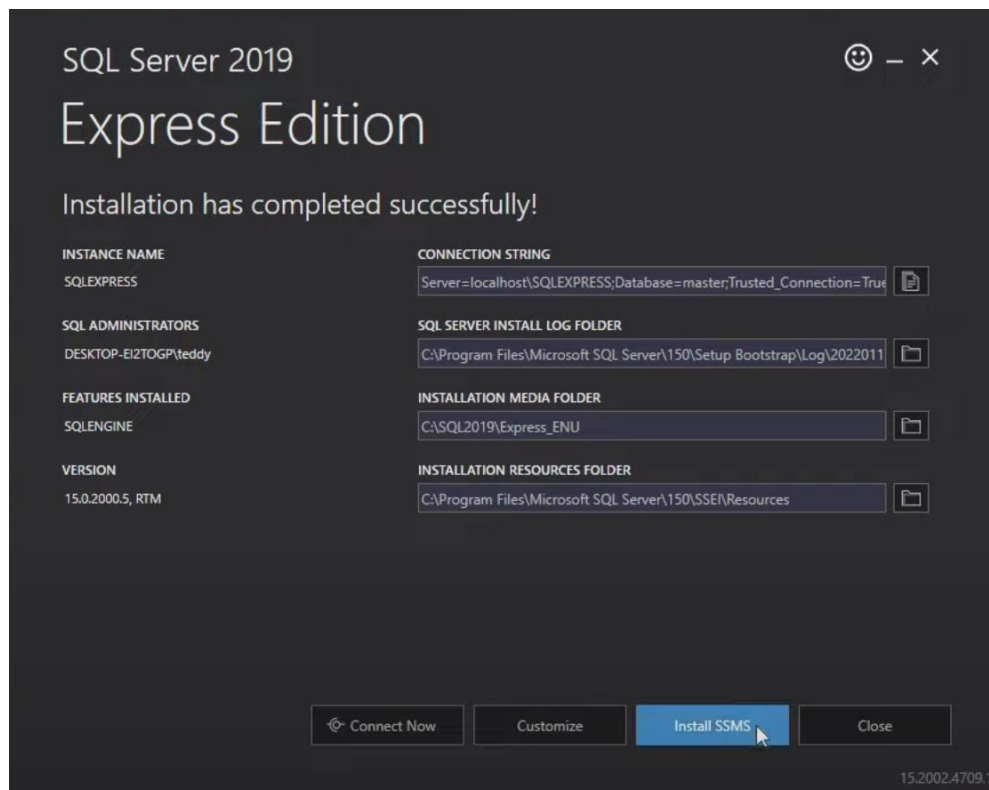 SQL Server 2019
Express Edition
Installation has completed successfully!
INSTANCE NAME
SQLEXPRESS
CONNECTION STRING
Server=localhost\SQLEXPRESS;Database=master;Trusted_Connection=True
SQL ADMINISTRATORS
DESKTOP-EI2TOGP\teddy
SQL SERVER INSTALL LOG FOLDER
C:\Program Files\Microsoft SQL Server\150\Setup Bootstrap\Log\2022011
FEATURES INSTALLED
SQLENGINE
INSTALLATION MEDIA FOLDER
C:\SQL2019\Express_ENU
VERSION
15.0.2000.5, RTM
INSTALLATION RESOURCES FOLDER
C:\Program Files\Microsoft SQL Server\150\SSEI\Resources
Connect Now
Customize
Install SSMS
Close
15.2002.4709.